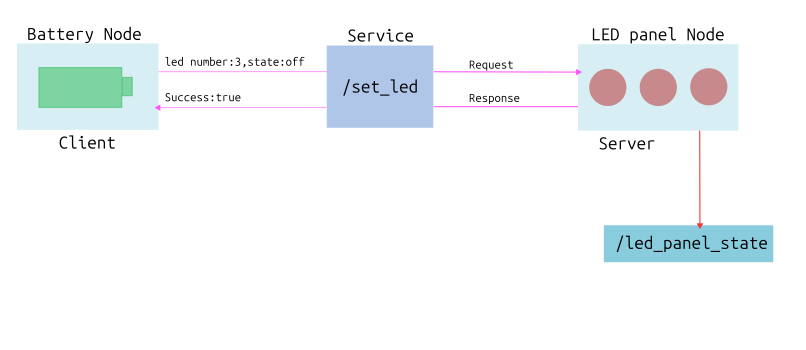 Battery Node
Service
LED panel Node
led number:3,state:off
Request
/set_led
Success:true
Response
Client
Server
/led_panel_state